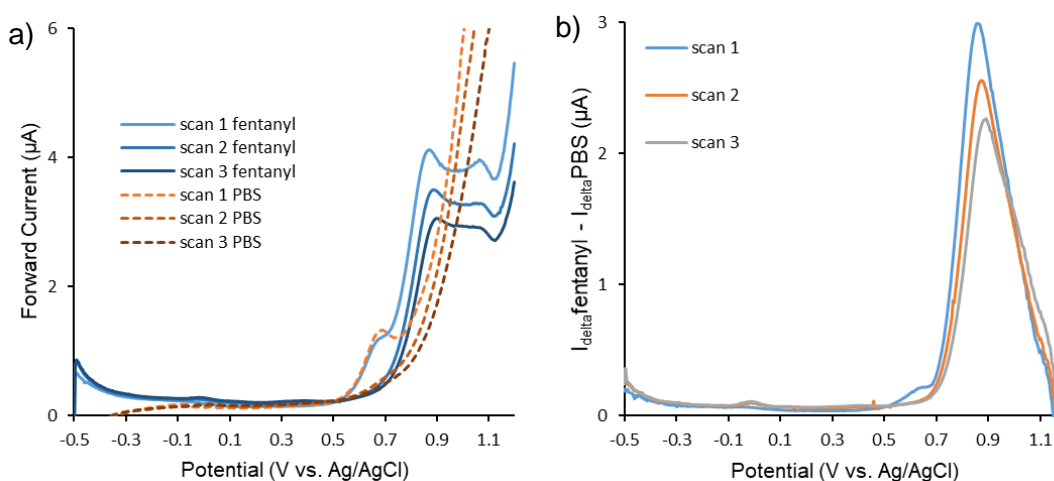 a)
Forward Current (µA)
6
4
2
0
scan 1 fentanyl
scan 2 fentanyl
scan 3 fentanyl
scan 1 PBS
scan 2 PBS
scan 3 PBS
-0.5 -0.3 -0.1 0.1 0.3 0.5 0.7 0.9 1.1
Potential (V vs. Ag/AgCl)
b)
I_delta fentanyl - I_delta PBS (µA)
3
2
1
0
scan 1
scan 2
scan 3
-0.5 -0.3 -0.1 0.1 0.3 0.5 0.7 0.9 1.1
Potential (V vs. Ag/AgCl)